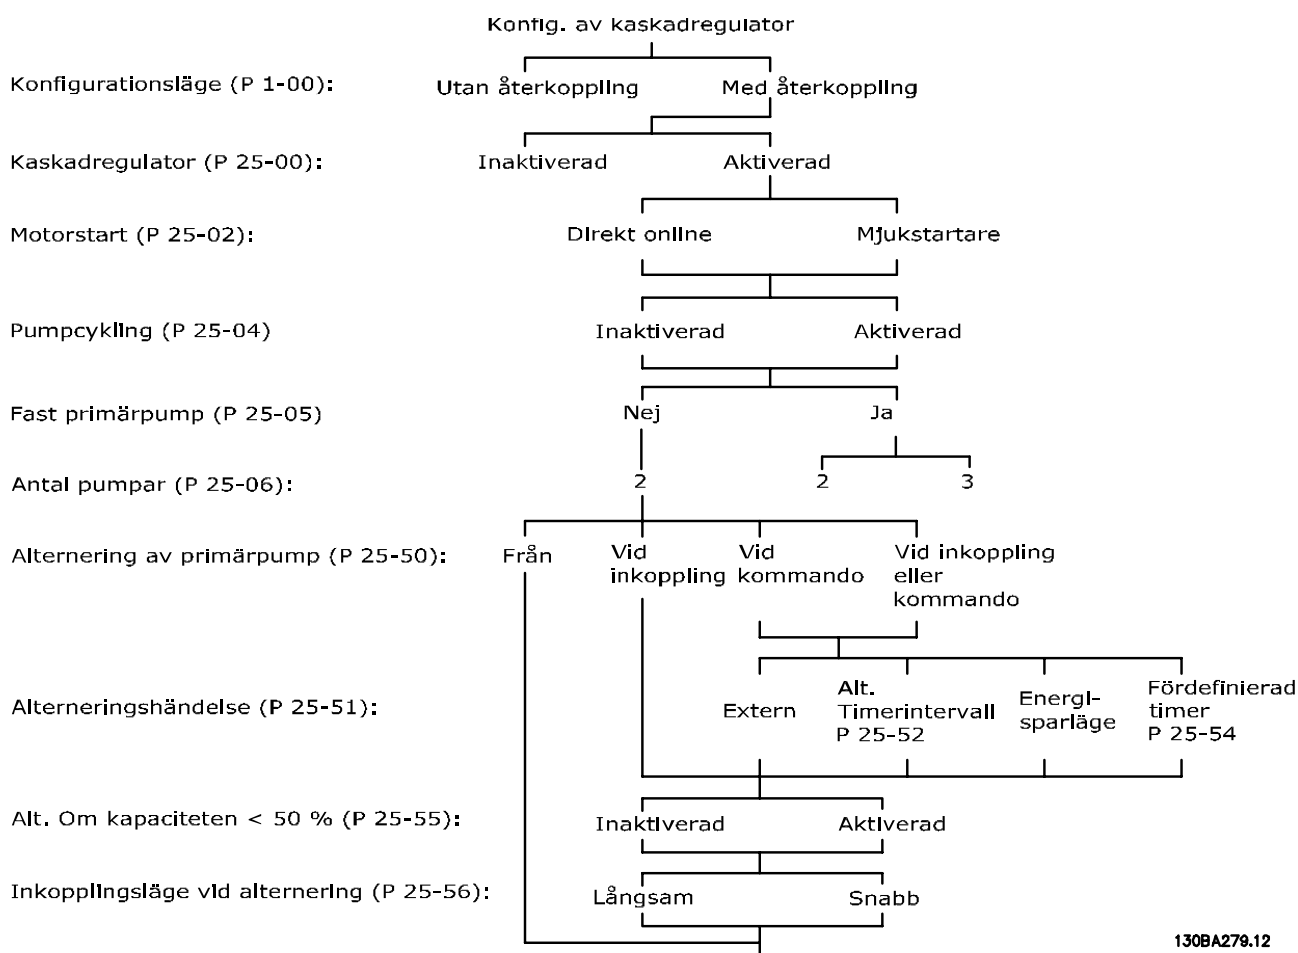 Konfig. av kaskadregulator
Konfigurationsläge (P 1-00):
Utan återkoppling
Med återkoppling
Kaskadregulator (P 25-00):
Inaktiverad
Aktiverad
Motorstart (P 25-02):
Direkt online
Mjukstartare
Pumpcykling (P 25-04)
Inaktiverad
Aktiverad
Fast primärpump (P 25-05)
Nej
Ja
Antal pumpar (P 25-06):
2
2
3
Alternering av primärpump (P 25-50):
Från
Vid
inkoppling
Vid
kommando
Vid inkoppling
eller
kommando
Alterneringshändelse (P 25-51):
Extern
Alt.
Timerintervall
P 25-52
Energi-
sparläge
Fördefinierad
timer
P 25-54
Alt. Om kapaciteten < 50 % (P 25-55):
Inaktiverad
Aktiverad
Inkopplingsläge vid alternering (P 25-56):
Långsam
Snabb
130BA279.12